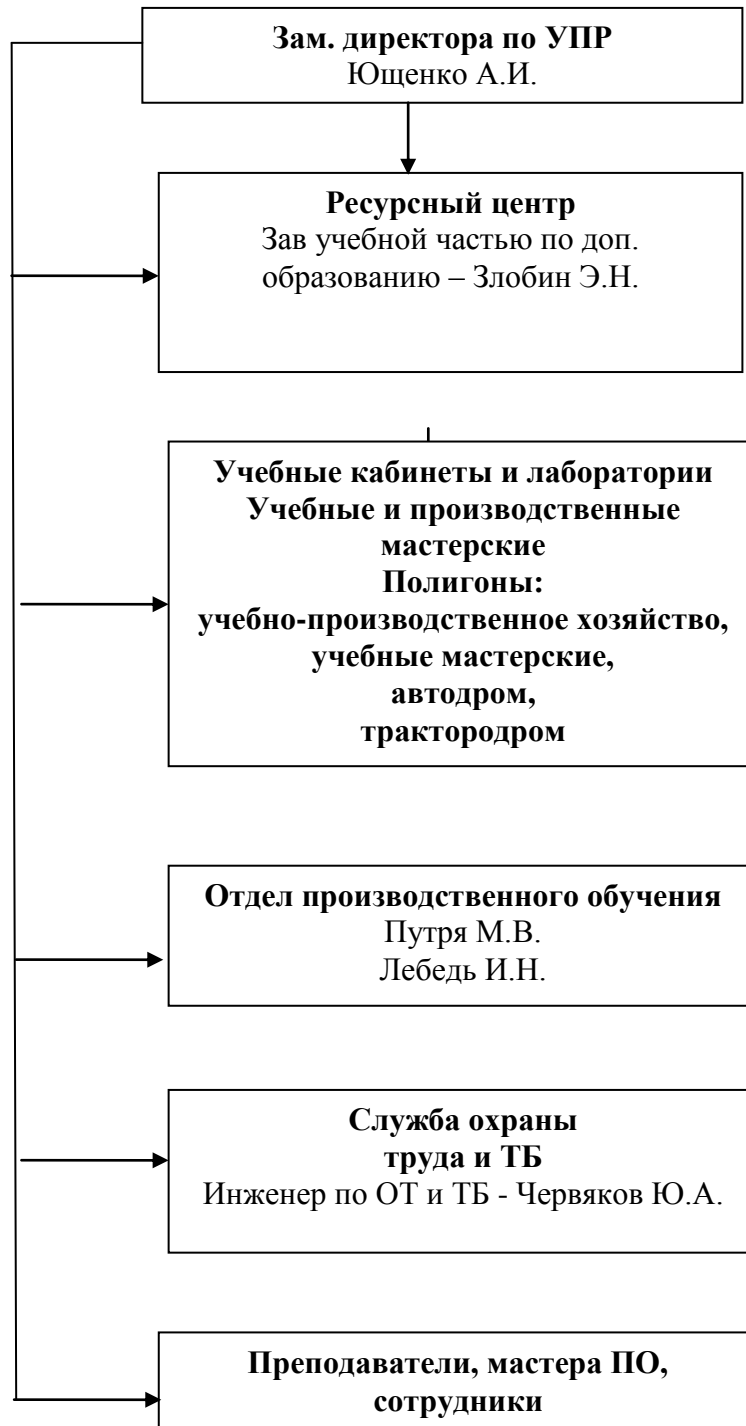 Зам. директора по УПР
Ющенко А.И.
Ресурсный центр
Зав учебной частью по доп.
образованию – Злобин Э.Н.
Учебные кабинеты и лаборатории
Учебные и производственные
мастерские
Полигоны:
учебно-производственное хозяйство,
учебные мастерские,
автодром,
трактородром
Отдел производственного обучения
Путря М.В.
Лебедь И.Н.
Служба охраны
труда и ТБ
Инженер по ОТ и ТБ - Червяков Ю.А.
Преподаватели, мастера ПО,
сотрудники